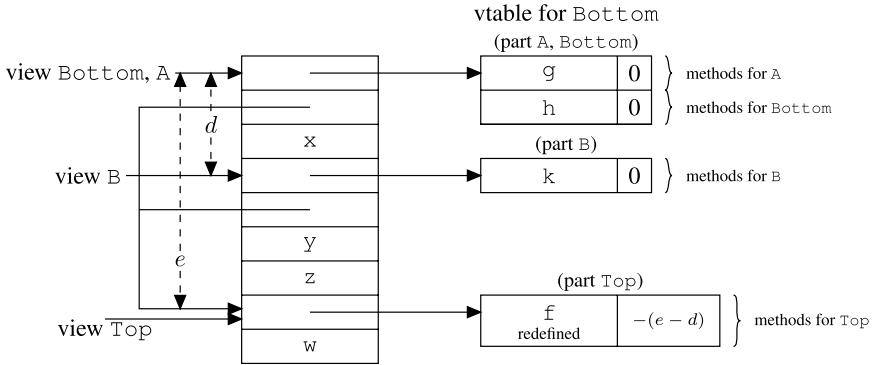 vtable for Bottom
(part A, Bottom)
view Bottom, A
g 0 methods for A
h 0 methods for Bottom
d
x
(part B)
view B
k 0 methods for B
y
e
z
(part Top)
view Top
f
redefined
−(e − d)
methods for Top
w